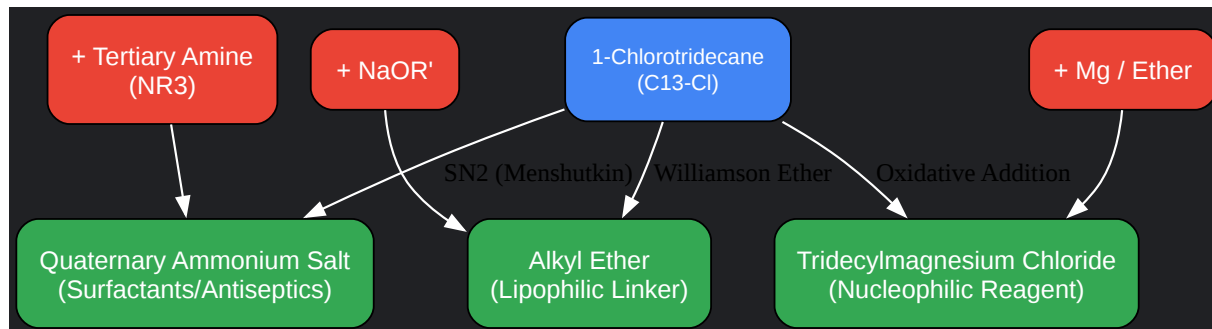 + Tertiary Amine
(NR3)
+ NaOR'
1-Chlorotridecane
(C13-Cl)
+ Mg / Ether
SN2 (Menshutkin)
Williamson Ether
Oxidative Addition
Quaternary Ammonium Salt
(Surfactants/Antiseptics)
Alkyl Ether
(Lipophilic Linker)
Tridecylmagnesium Chloride
(Nucleophilic Reagent)